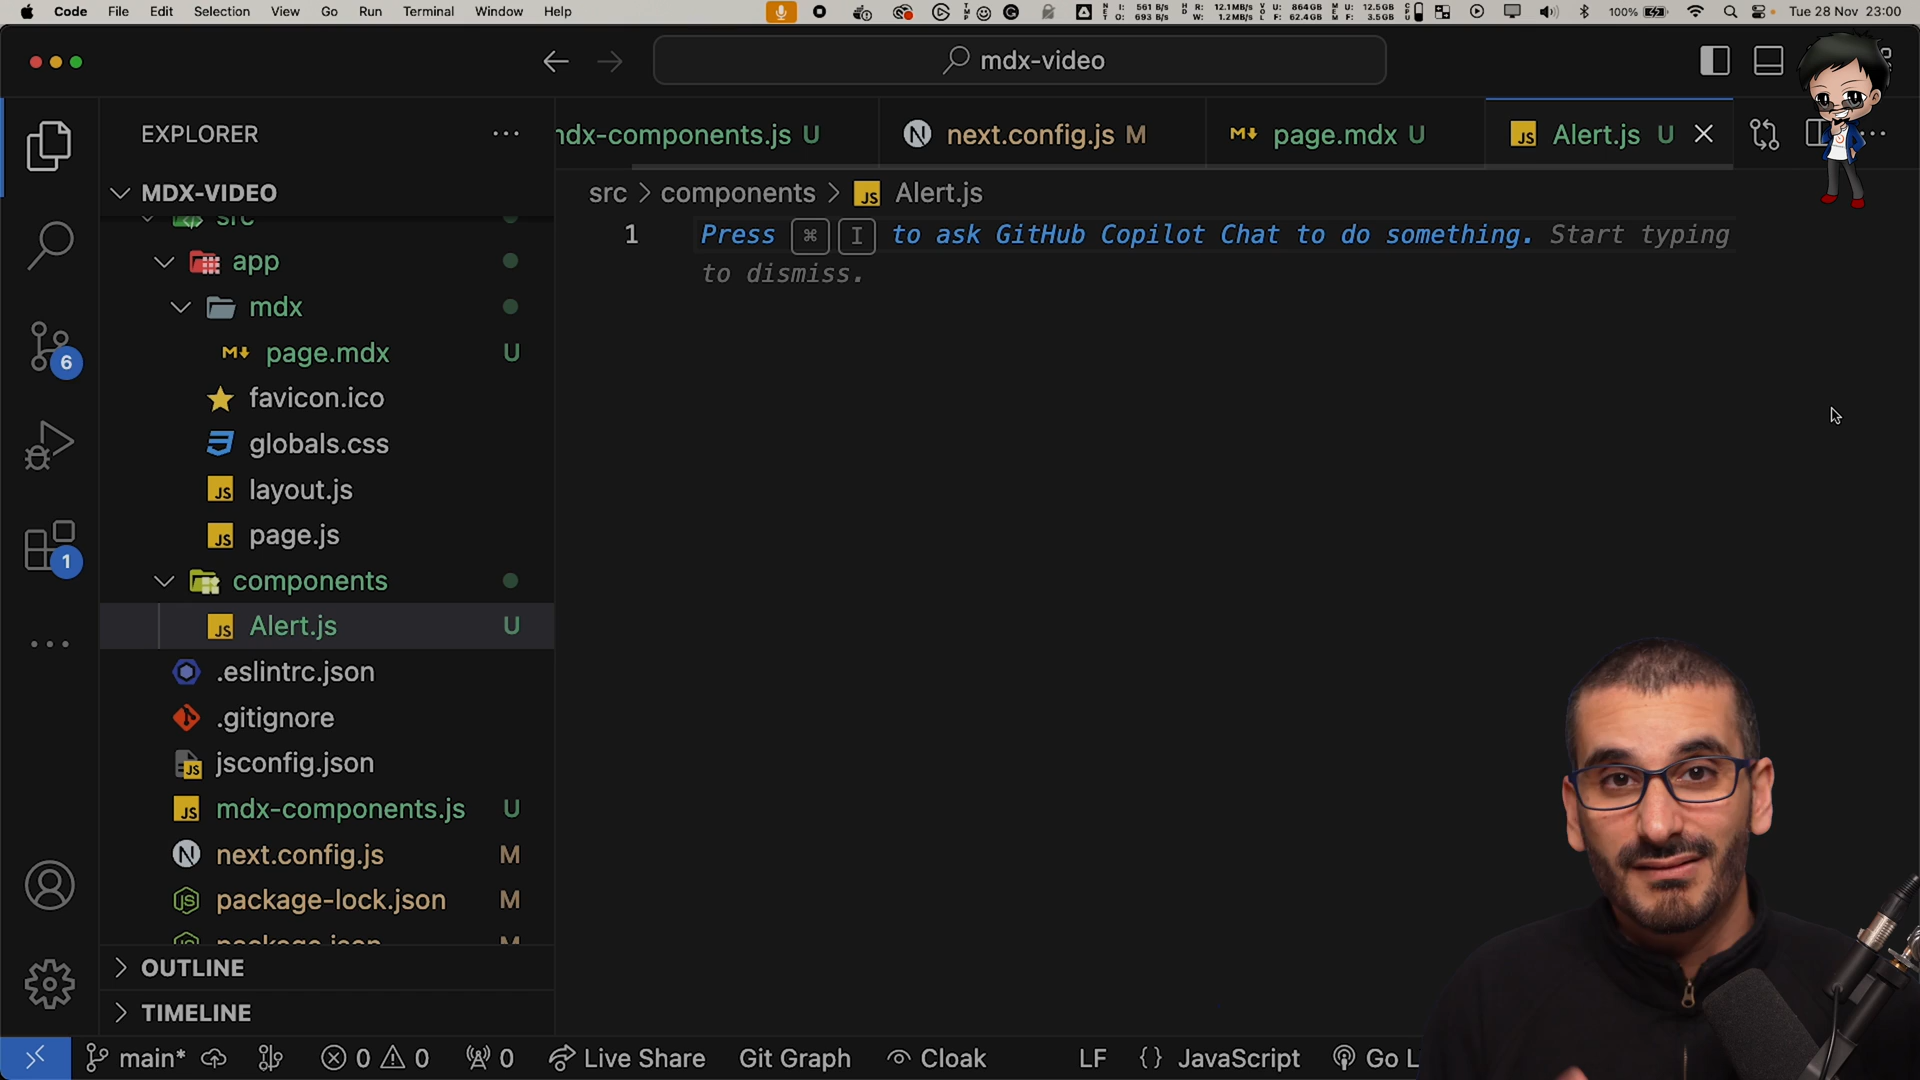 Code File Edit Selection View Go Run Terminal Window Help 100% Tue 28 Nov 23:00
mdx-video
EXPLORER
MDX-VIDEO
src
app
mdx
page.mdx U
favicon.ico
globals.css
layout.js
page.js
components
Alert.js U
.eslintrc.json
.gitignore
jsconfig.json
mdx-components.js U
next.config.js M
package-lock.json M
package.json M
OUTLINE
TIMELINE
ndx-components.js U next.config.js M page.mdx U Alert.js U
src > components > Alert.js
1 Press ⌘ I to ask GitHub Copilot Chat to do something. Start typing
to dismiss.
6
1
main* 0 0 0 Live Share Git Graph Cloak LF {} JavaScript Go L